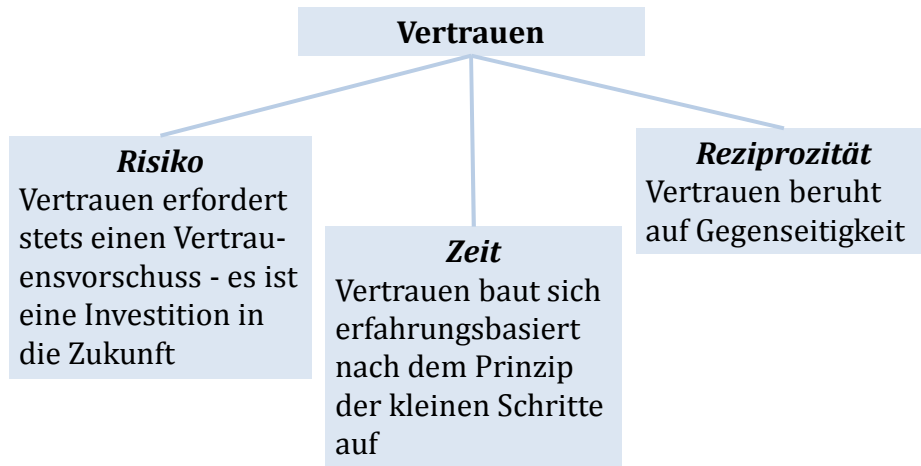 Vertrauen
Risiko
Vertrauen erfordert
stets einen Vertrau-
ensvorschuss - es ist
eine Investition in
die Zukunft
Zeit
Vertrauen baut sich
erfahrungsbasiert
nach dem Prinzip
der kleinen Schritte
auf
Reziprozität
Vertrauen beruht
auf Gegenseitigkeit